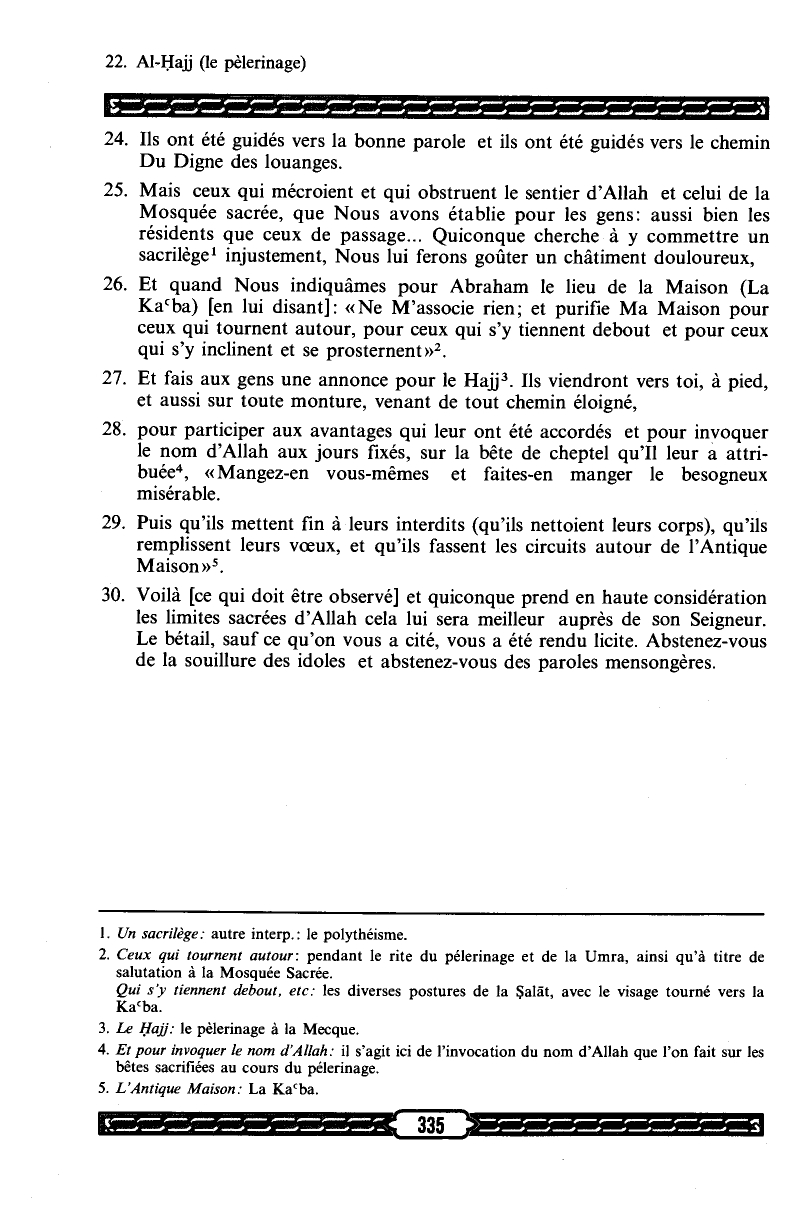 22. Al-Ḥajj (le pèlerinage)
24. Ils ont été guidés vers la bonne parole et ils ont été guidés vers le chemin
Du Digne des louanges.
25. Mais ceux qui mécroient et qui obstruent le sentier d'Allah et celui de la
Mosquée sacrée, que Nous avons établie pour les gens: aussi bien les
résidents que ceux de passage... Quiconque cherche à y commettre un
sacrilège¹ injustement, Nous lui ferons goûter un châtiment douloureux,
26. Et quand Nous indiquâmes pour Abraham le lieu de la Maison (La
Kaʿba) [en lui disant]: «Ne M'associe rien; et purifie Ma Maison pour
ceux qui tournent autour, pour ceux qui s'y tiennent debout et pour ceux
qui s'y inclinent et se prosternent»².
27. Et fais aux gens une annonce pour le Hajj³. Ils viendront vers toi, à pied,
et aussi sur toute monture, venant de tout chemin éloigné,
28. pour participer aux avantages qui leur ont été accordés et pour invoquer
le nom d'Allah aux jours fixés, sur la bête de cheptel qu'Il leur a attri-
buée⁴, «Mangez-en vous-mêmes et faites-en manger le besogneux
misérable.
29. Puis qu'ils mettent fin à leurs interdits (qu'ils nettoient leurs corps), qu'ils
remplissent leurs vœux, et qu'ils fassent les circuits autour de l'Antique
Maison»⁵.
30. Voilà [ce qui doit être observé] et quiconque prend en haute considération
les limites sacrées d'Allah cela lui sera meilleur auprès de son Seigneur.
Le bétail, sauf ce qu'on vous a cité, vous a été rendu licite. Abstenez-vous
de la souillure des idoles et abstenez-vous des paroles mensongères.
1. Un sacrilège: autre interp.: le polythéisme.
2. Ceux qui tournent autour: pendant le rite du pélerinage et de la Umra, ainsi qu'à titre de
salutation à la Mosquée Sacrée.
Qui s'y tiennent debout, etc: les diverses postures de la Ṣalāt, avec le visage tourné vers la
Kaʿba.
3. Le Ḥajj: le pèlerinage à la Mecque.
4. Et pour invoquer le nom d'Allah: il s'agit ici de l'invocation du nom d'Allah que l'on fait sur les
bêtes sacrifiées au cours du pélerinage.
5. L'Antique Maison: La Kaʿba.
335